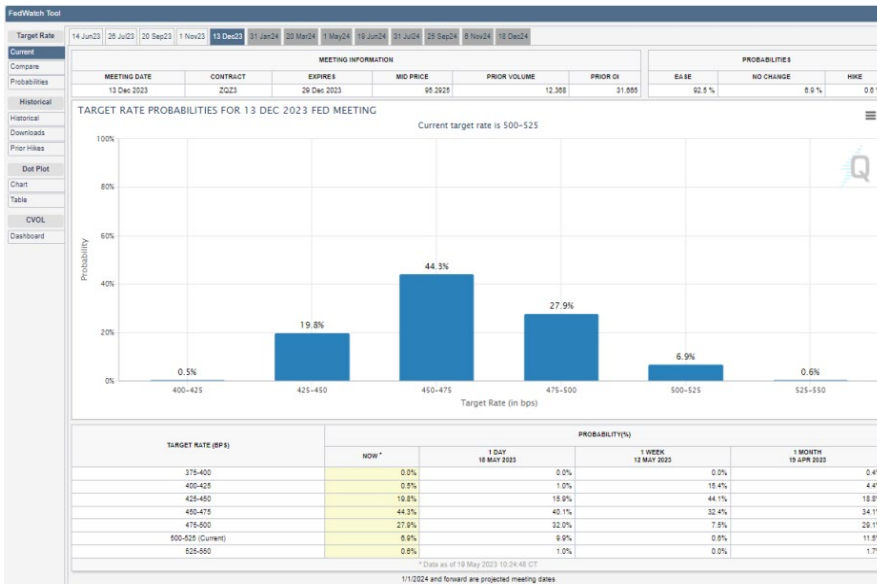 FedWatch Tool
Target Rate
Current
Compare
Probabilities
Historical
Historical
Downloads
Prior Hikes
Dot Plot
Chart
Table
CVOL
Dashboard
14 Jun23 26 Jul23 20 Sep23 1 Nov23 13 Dec23 31 Jan24 20 Mar24 1 May24 19 Jun24 31 Jul24 25 Sep24 6 Nov24 18 Dec24
MEETING INFORMATION PROBABILITIES
MEETING DATE CONTRACT EXPIRES MID PRICE PRIOR VOLUME PRIOR OI EASE NO CHANGE HIKE
13 Dec 2023 ZQZ3 29 Dec 2023 95.2925 12,368 31,665 92.5 % 6.9 % 0.6
TARGET RATE PROBABILITIES FOR 13 DEC 2023 FED MEETING
Current target rate is 500–525
Q
Probability
100%
80%
60%
40%
20%
0%
0.5% 19.8% 44.3% 27.9% 6.9% 0.6%
400–425 425–450 450–475 475–500 500–525 525–550
Target Rate (in bps)
TARGET RATE (BPS) PROBABILITY(%)
NOW * 1 DAY 18 MAY 2023 1 WEEK 12 MAY 2023 1 MONTH 19 APR 2023
375-400 0.0% 0.0% 0.0% 0.4%
400-425 0.5% 1.0% 15.4% 4.4%
425-450 19.8% 15.9% 44.1% 18.8%
450-475 44.3% 40.1% 32.4% 34.1%
475-500 27.9% 32.0% 7.5% 29.1%
500-525 (Current) 6.9% 9.9% 0.6% 11.5%
525-550 0.6% 1.0% 0.0% 1.7%
* Data as of 19 May 2023 10:24:48 CT
1/1/2024 and forward are projected meeting dates